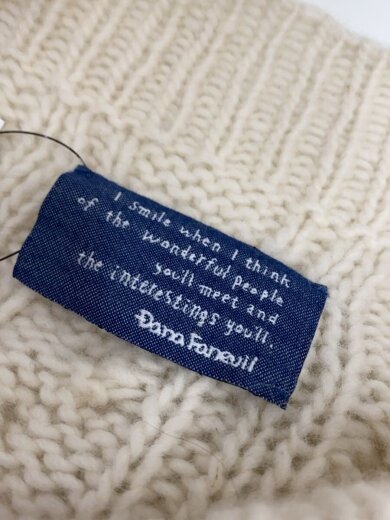 I smile when I think
of the wonderful people
you'll meet and
the interestings you'll.
Dana Faneuil